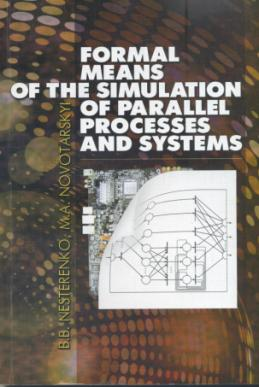 FORMAL
MEANS
OF THE SIMULATION
OF PARALLEL
PROCESSES
AND SYSTEMS
B.B. NESTERENKO, M.A. NOVOTARSKYI